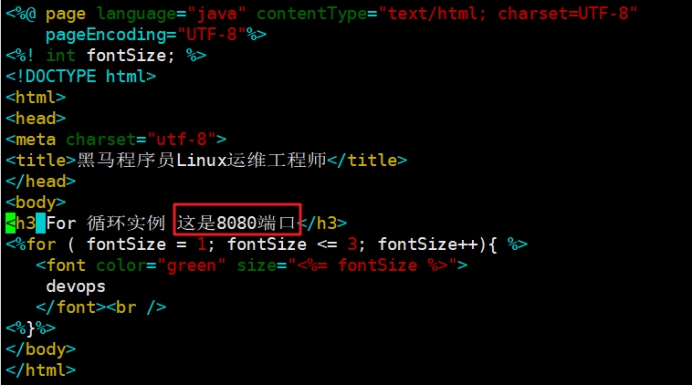 <%@ page language="java" contentType="text/html; charset=UTF-8"
    pageEncoding="UTF-8"%>
<%! int fontSize; %>
<!DOCTYPE html>
<html>
<head>
<meta charset="utf-8">
<title>黑马程序员Linux运维工程师</title>
</head>
<body>
<h3 For 循环实例 这是8080端口</h3>
<%for ( fontSize = 1; fontSize <= 3; fontSize++){ %>
   <font color="green" size="<%= fontSize %>">
    devops
   </font><br />
<%}%>
</body>
</html>